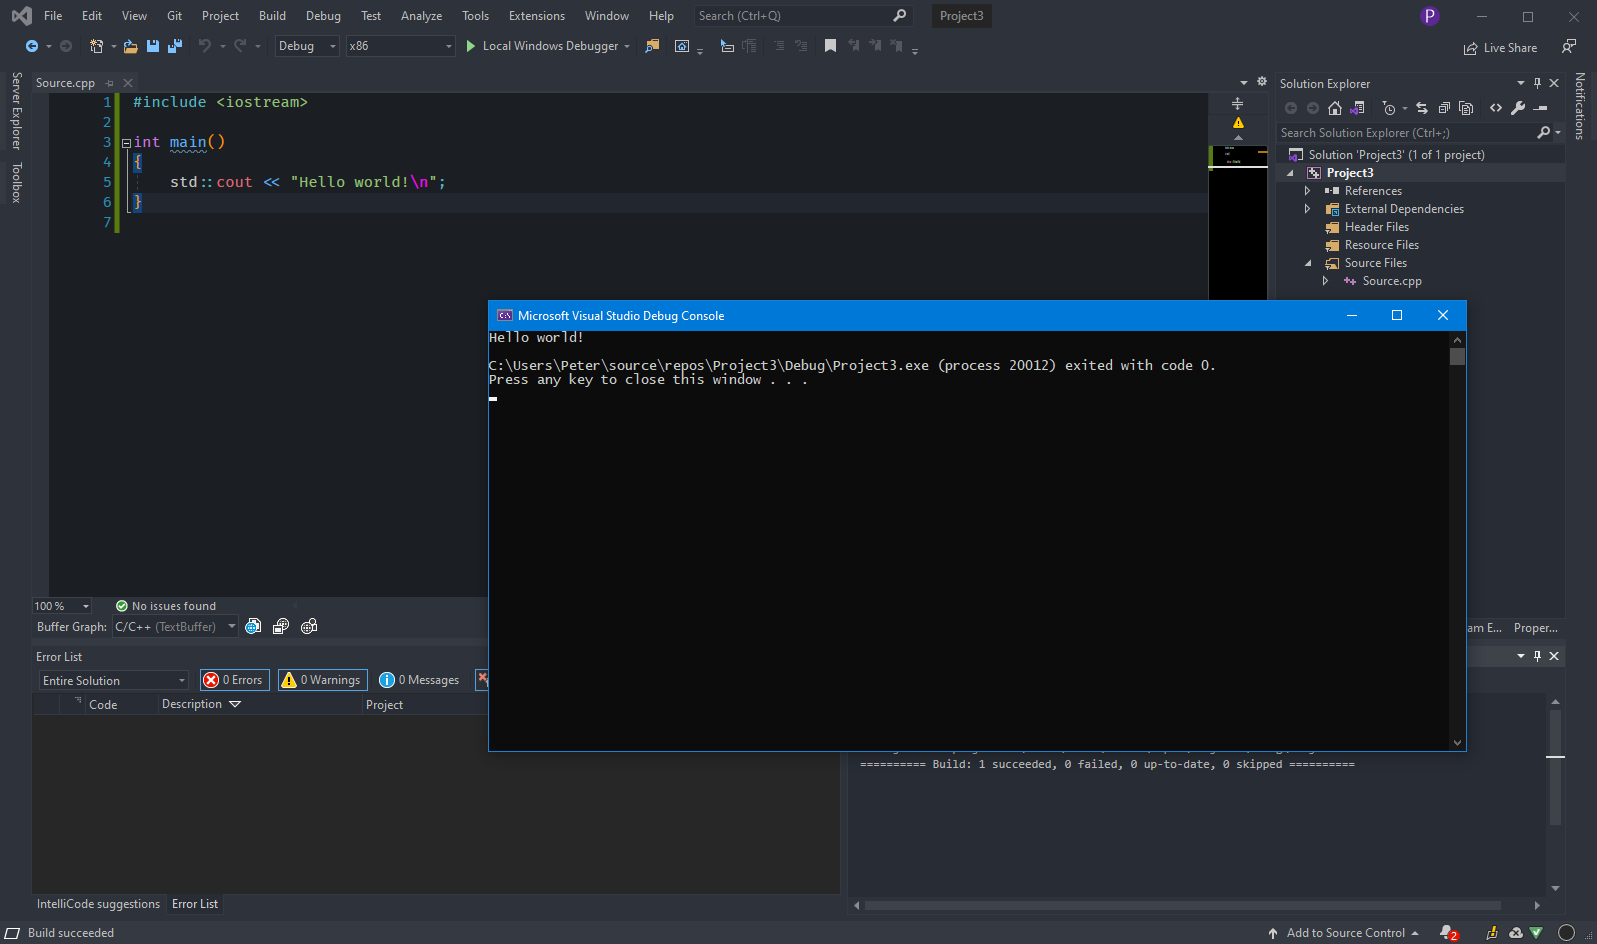 File Edit View Git Project Build Debug Test Analyze Tools Extensions Window Help Search (Ctrl+Q) Project3 P
Debug x86 Local Windows Debugger Live Share
Server Explorer
Toolbox
Source.cpp
1 #include <iostream>
2
3 int main()
4 {
5 std::cout << "Hello world!\n";
6 }
7
Solution Explorer
Search Solution Explorer (Ctrl+;)
Solution 'Project3' (1 of 1 project)
Project3
References
External Dependencies
Header Files
Resource Files
Source Files
Source.cpp
Notifications
Microsoft Visual Studio Debug Console
Hello world!
C:\Users\Peter\source\repos\Project3\Debug\Project3.exe (process 20012) exited with code 0.
Press any key to close this window . . .
100 % No issues found
Buffer Graph: C/C++ (TextBuffer)
am E... Proper...
Error List
Entire Solution 0 Errors 0 Warnings 0 Messages
Code Description Project
========== Build: 1 succeeded, 0 failed, 0 up-to-date, 0 skipped ==========
IntelliCode suggestions Error List
Build succeeded Add to Source Control 2